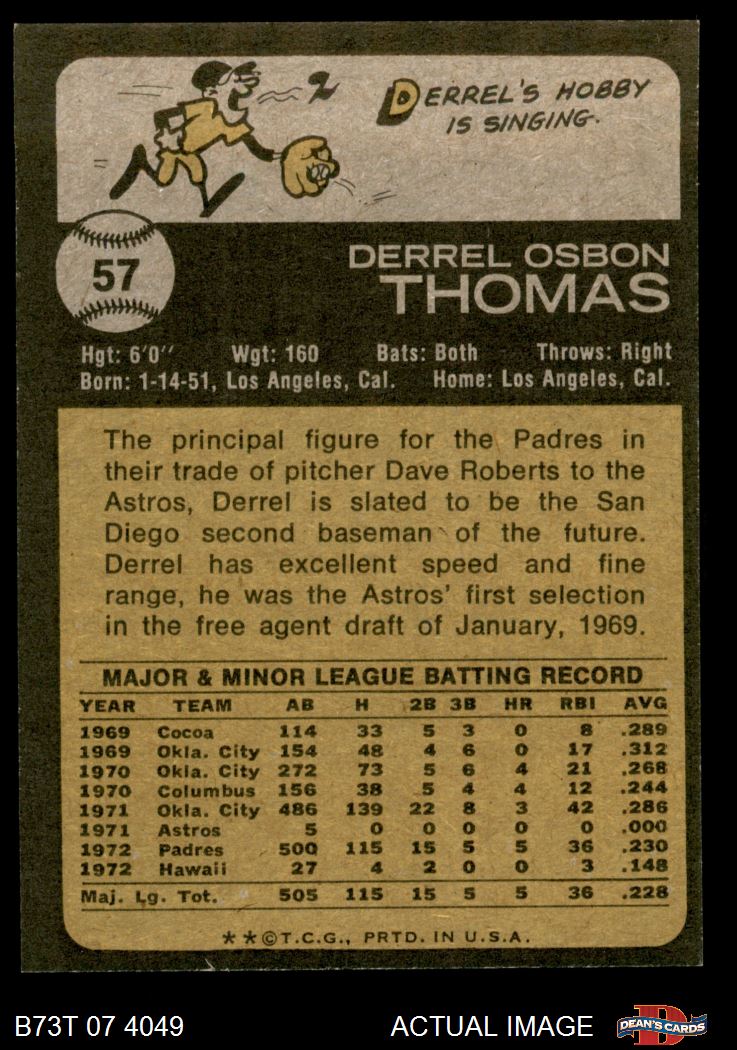 DERREL'S HOBBY
IS SINGING.
57
DERREL OSBON
THOMAS
Hgt: 6'0" Wgt: 160 Bats: Both Throws: Right
Born: 1-14-51, Los Angeles, Cal. Home: Los Angeles, Cal.
The principal figure for the Padres in
their trade of pitcher Dave Roberts to the
Astros, Derrel is slated to be the San
Diego second baseman of the future.
Derrel has excellent speed and fine
range, he was the Astros' first selection
in the free agent draft of January, 1969.
MAJOR & MINOR LEAGUE BATTING RECORD
YEAR TEAM AB H 2B 3B HR RBI AVG
1969 Cocoa 114 33 5 3 0 8 .289
1969 Okla. City 154 48 4 6 0 17 .312
1970 Okla. City 272 73 5 6 4 21 .268
1970 Columbus 156 38 5 4 4 12 .244
1971 Okla. City 486 139 22 8 3 42 .286
1971 Astros 5 0 0 0 0 0 .000
1972 Padres 500 115 15 5 5 36 .230
1972 Hawaii 27 4 2 0 0 3 .148
Maj. Lg. Tot. 505 115 15 5 5 36 .228
**©T.C.G., PRTD. IN U.S.A.
B73T 07 4049 ACTUAL IMAGE D DEAN'S CARDS